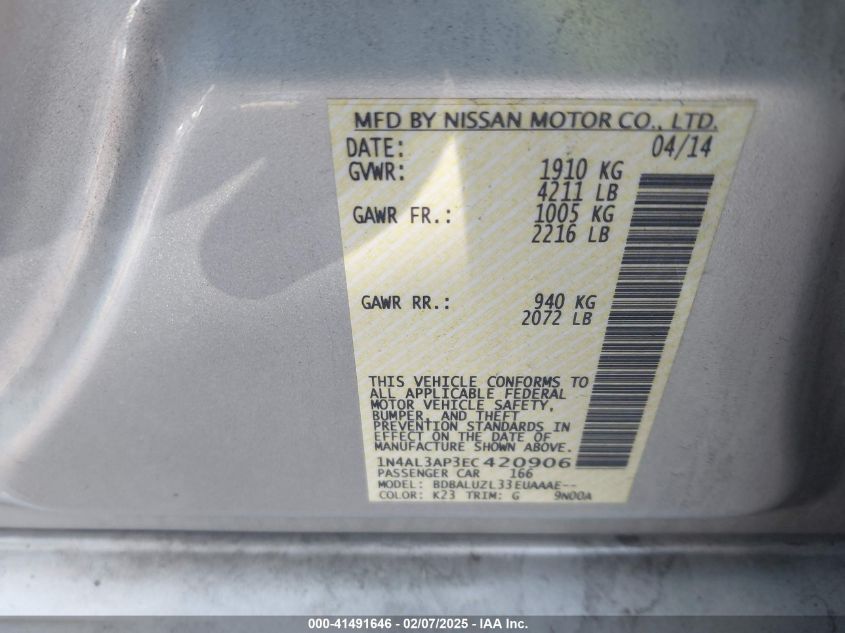 MFD BY NISSAN MOTOR CO., LTD.
DATE: 04/14
GVWR: 1910 KG
4211 LB
GAWR FR.: 1005 KG
2216 LB
GAWR RR.: 940 KG
2072 LB
THIS VEHICLE CONFORMS TO
ALL APPLICABLE FEDERAL
MOTOR VEHICLE SAFETY,
BUMPER, AND THEFT
PREVENTION STANDARDS IN
EFFECT ON THE DATE OF
MANUFACTURE SHOWN ABOVE.
1N4AL3AP3EC420906
PASSENGER CAR 166
MODEL: BDBALUZL33EUAAAE--
COLOR: K23 TRIM: G 9N00A
000-41491646 - 02/07/2025 - IAA Inc.